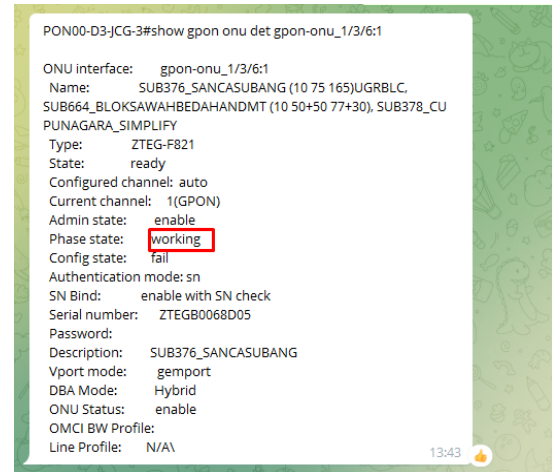 PON00-D3-JCG-3#show gpon onu det gpon-onu_1/3/6:1
ONU interface: gpon-onu_1/3/6:1
Name: SUB376_SANCASUBANG (10 75 165)UGRBLC,
SUB664_BLOKSAWAHBEDAHANDMT (10 50+50 77+30), SUB378_CU
PUNAGARA_SIMPLIFY
Type: ZTEG-F821
State: ready
Configured channel: auto
Current channel: 1(GPON)
Admin state: enable
Phase state: working
Config state: fail
Authentication mode: sn
SN Bind: enable with SN check
Serial number: ZTEGB0068D05
Password:
Description: SUB376_SANCASUBANG
Vport mode: gemport
DBA Mode: Hybrid
ONU Status: enable
OMCI BW Profile:
Line Profile: N/A\
13:43